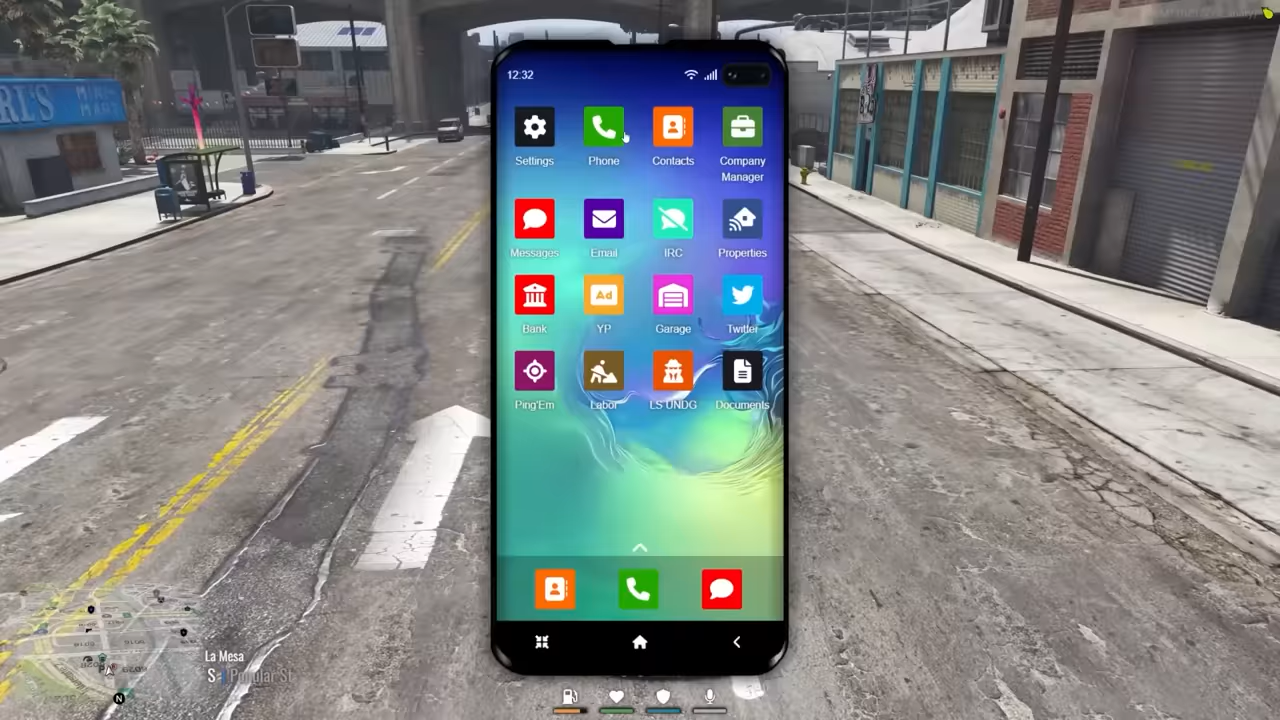 12:32
Settings
Phone
Contacts
Company
Manager
Messages
Email
IRC
Properties
Bank
Ad
YP
Garage
Twitter
Ping'Em
Labor
LS UNDG
Documents
La Mesa
Popular St
N